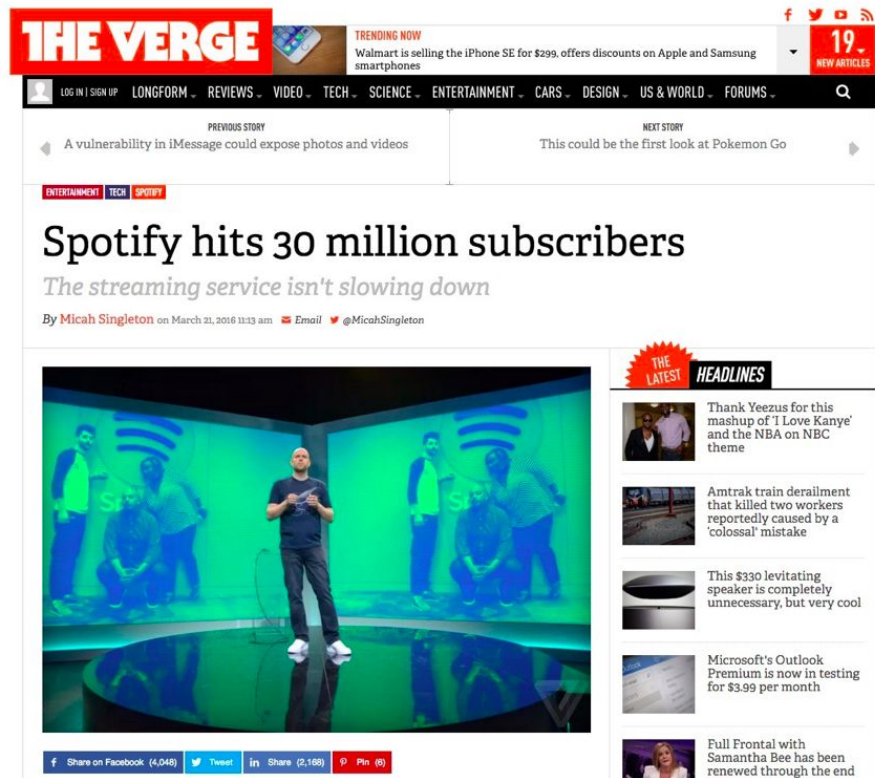 THE VERGE
TRENDING NOW
Walmart is selling the iPhone SE for $299, offers discounts on Apple and Samsung
smartphones
19
NEW ARTICLES
LOG IN | SIGN UP LONGFORM REVIEWS VIDEO TECH SCIENCE ENTERTAINMENT CARS DESIGN US & WORLD FORUMS
PREVIOUS STORY
A vulnerability in iMessage could expose photos and videos
NEXT STORY
This could be the first look at Pokemon Go
ENTERTAINMENT TECH SPOTIFY
Spotify hits 30 million subscribers
The streaming service isn't slowing down
By Micah Singleton on March 21, 2016 11:13 am Email @MicahSingleton
THE
LATEST
HEADLINES
Thank Yeezus for this
mashup of 'I Love Kanye'
and the NBA on NBC
theme
Amtrak train derailment
that killed two workers
reportedly caused by a
'colossal' mistake
This $330 levitating
speaker is completely
unnecessary, but very cool
Microsoft's Outlook
Premium is now in testing
for $3.99 per month
Full Frontal with
Samantha Bee has been
renewed through the end
Share on Facebook (4,048) Tweet Share (2,168) Pin (6)